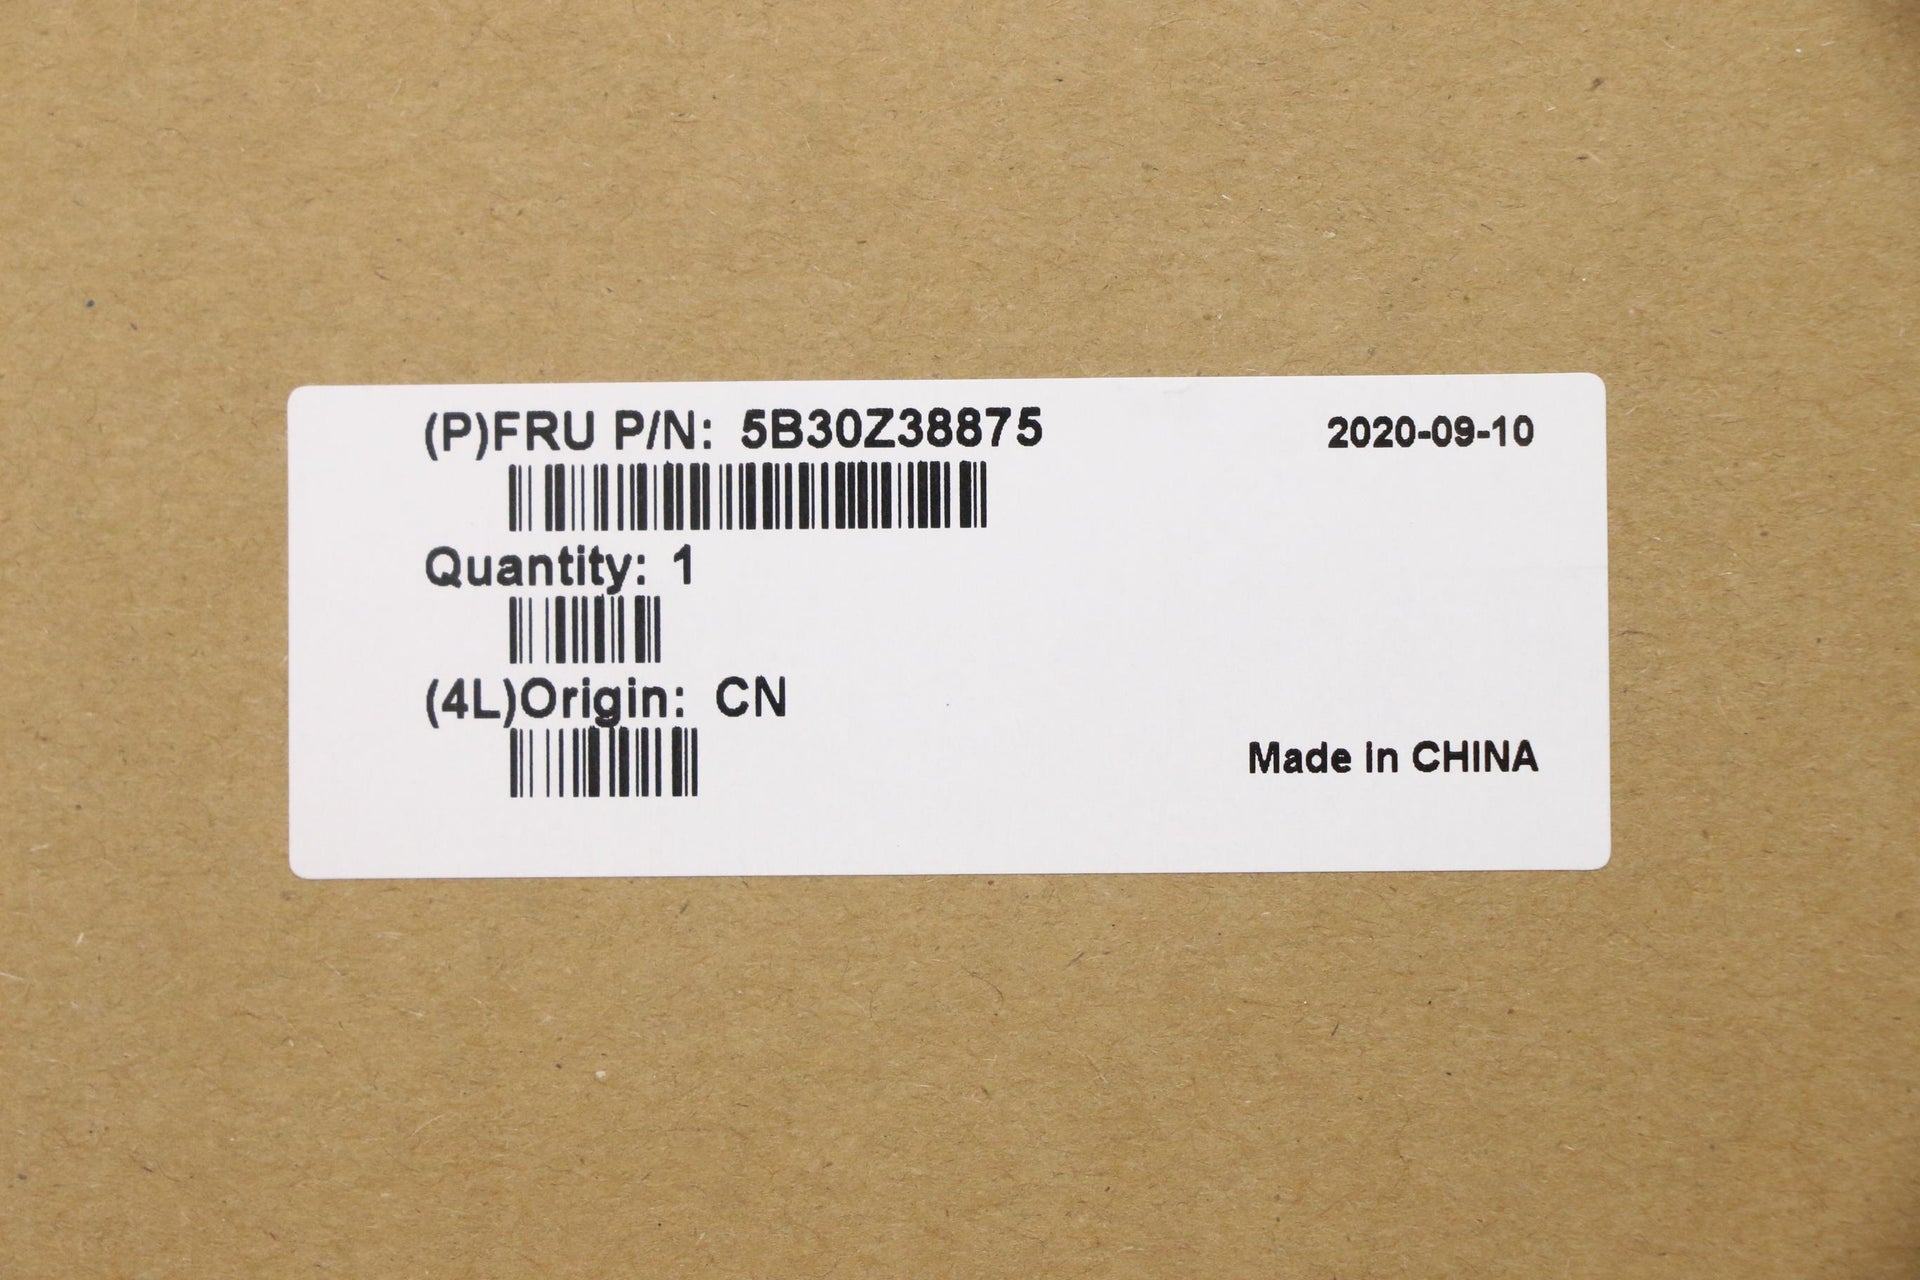 (P)FRU P/N: 5B30Z38875
2020-09-10
Quantity: 1
(4L)Origin: CN
Made in CHINA